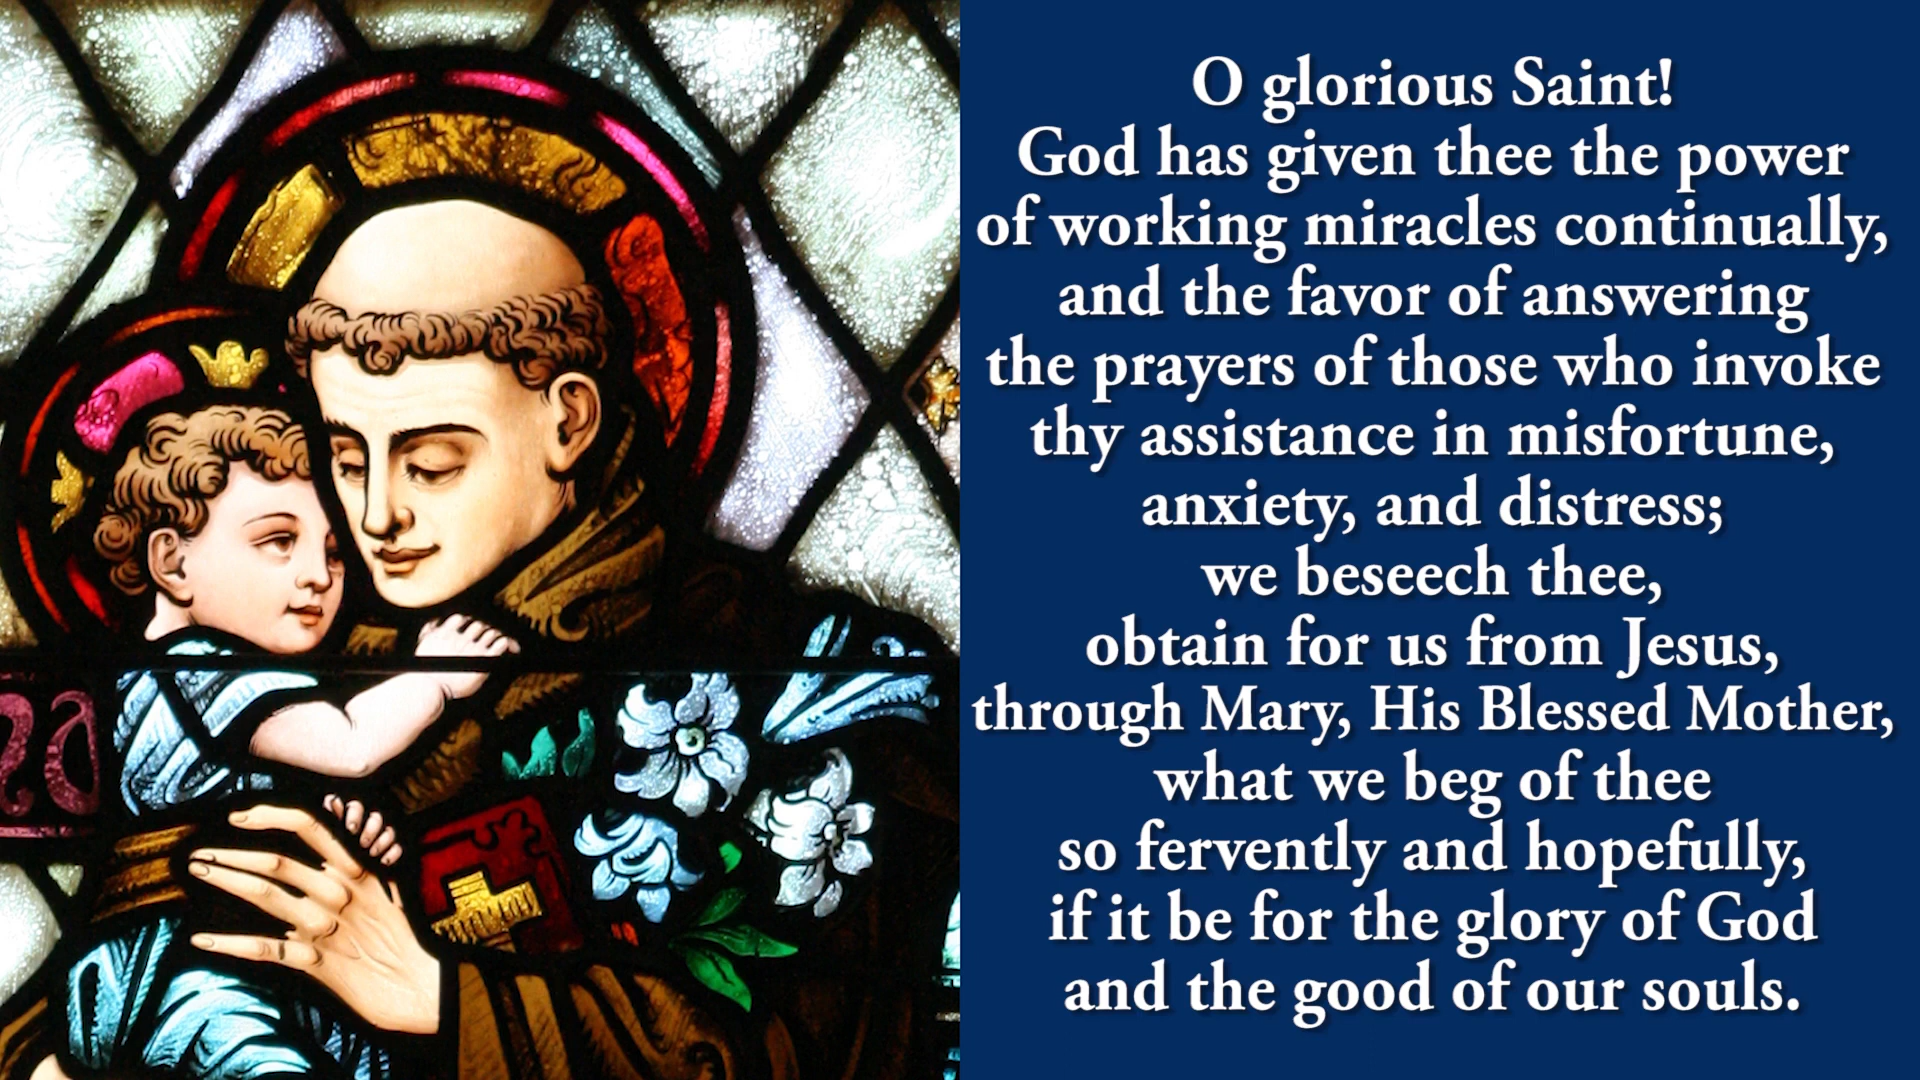 O glorious Saint!
God has given thee the power
of working miracles continually,
and the favor of answering
the prayers of those who invoke
thy assistance in misfortune,
anxiety, and distress;
we beseech thee,
obtain for us from Jesus,
through Mary, His Blessed Mother,
what we beg of thee
so fervently and hopefully,
if it be for the glory of God
and the good of our souls.